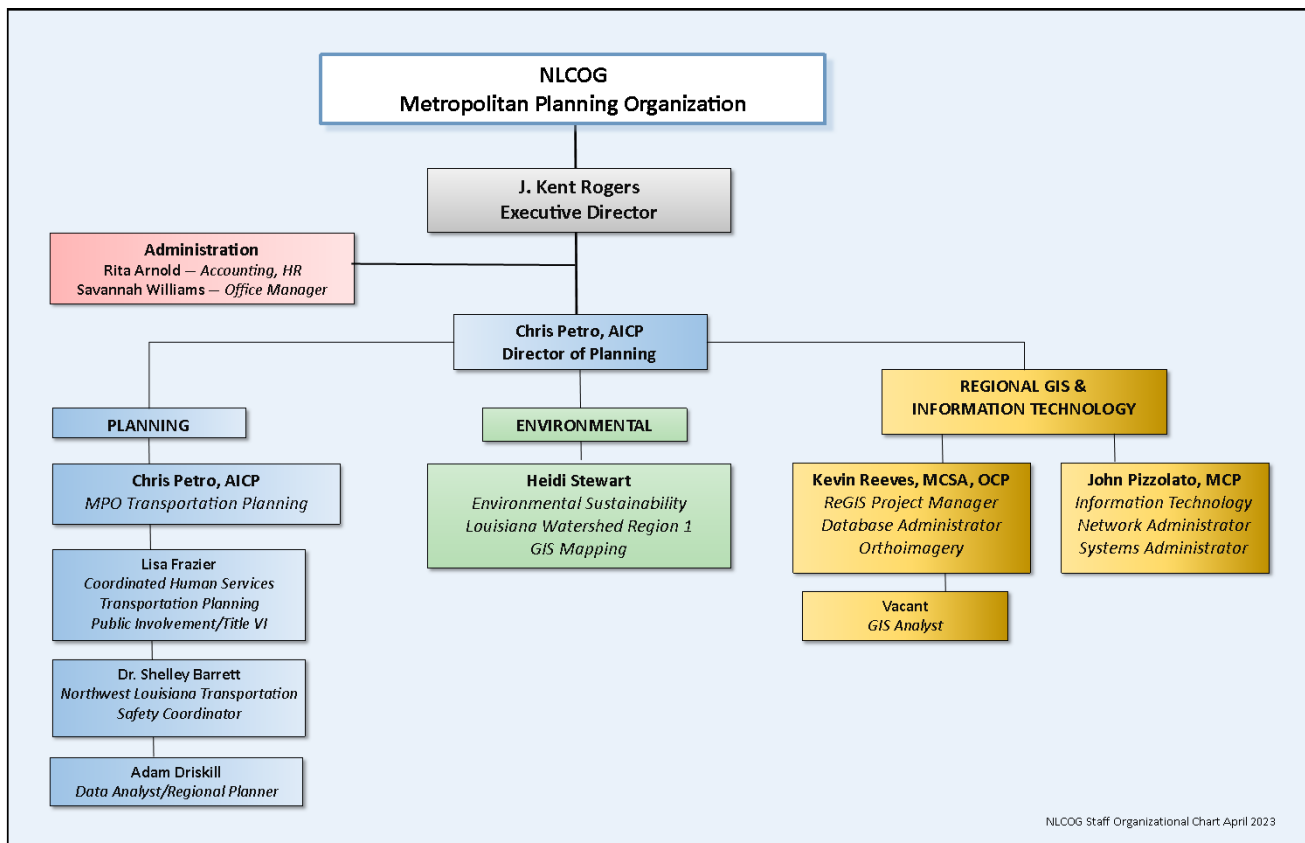 NLCOG
Metropolitan Planning Organization
J. Kent Rogers
Executive Director
Administration
Rita Arnold — Accounting, HR
Savannah Williams — Office Manager
Chris Petro, AICP
Director of Planning
PLANNING
Chris Petro, AICP
MPO Transportation Planning
Lisa Frazier
Coordinated Human Services
Transportation Planning
Public Involvement/Title VI
Dr. Shelley Barrett
Northwest Louisiana Transportation
Safety Coordinator
Adam Driskill
Data Analyst/Regional Planner
ENVIRONMENTAL
Heidi Stewart
Environmental Sustainability
Louisiana Watershed Region 1
GIS Mapping
REGIONAL GIS &
INFORMATION TECHNOLOGY
Kevin Reeves, MCSA, OCP
ReGIS Project Manager
Database Administrator
Orthoimagery
Vacant
GIS Analyst
John Pizzolato, MCP
Information Technology
Network Administrator
Systems Administrator
NLCOG Staff Organizational Chart April 2023